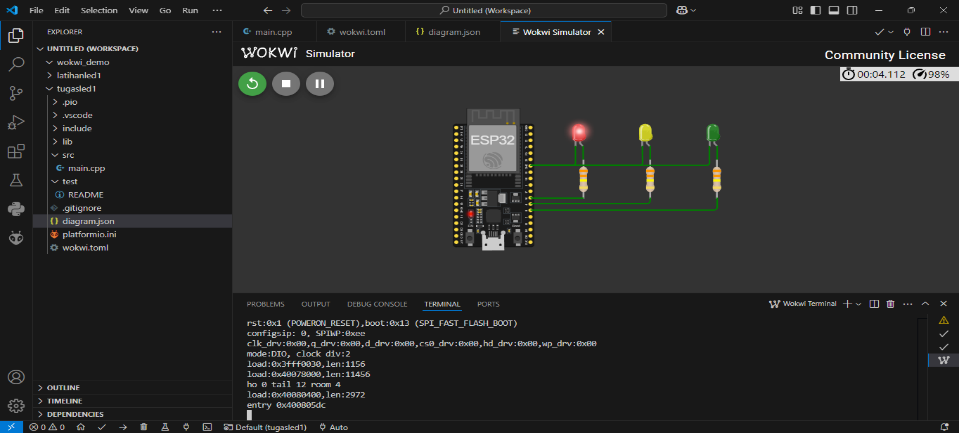 File Edit Selection View Go Run ... Untitled (Workspace)
EXPLORER ...
UNTITLED (WORKSPACE)
wokwi_demo
latihanled1
tugasled1
.pio
.vscode
include
lib
src
main.cpp
test
README
.gitignore
diagram.json
platformio.ini
wokwi.toml
OUTLINE
TIMELINE
DEPENDENCIES
main.cpp wokwi.toml diagram.json Wokwi Simulator
WOKWI Simulator Community License
00:04.112 98%
ESP32
PROBLEMS OUTPUT DEBUG CONSOLE TERMINAL PORTS Wokwi Terminal
rst:0x1 (POWERON_RESET),boot:0x13 (SPI_FAST_FLASH_BOOT)
configsip: 0, SPIWP:0xee
clk_drv:0x00,q_drv:0x00,d_drv:0x00,cs0_drv:0x00,hd_drv:0x00,wp_drv:0x00
mode:DIO, clock div:2
load:0x3fff0030,len:1156
load:0x40078000,len:11456
ho 0 tail 12 room 4
load:0x40080400,len:2972
entry 0x400805dc
0 0 Default (tugasled1) Auto